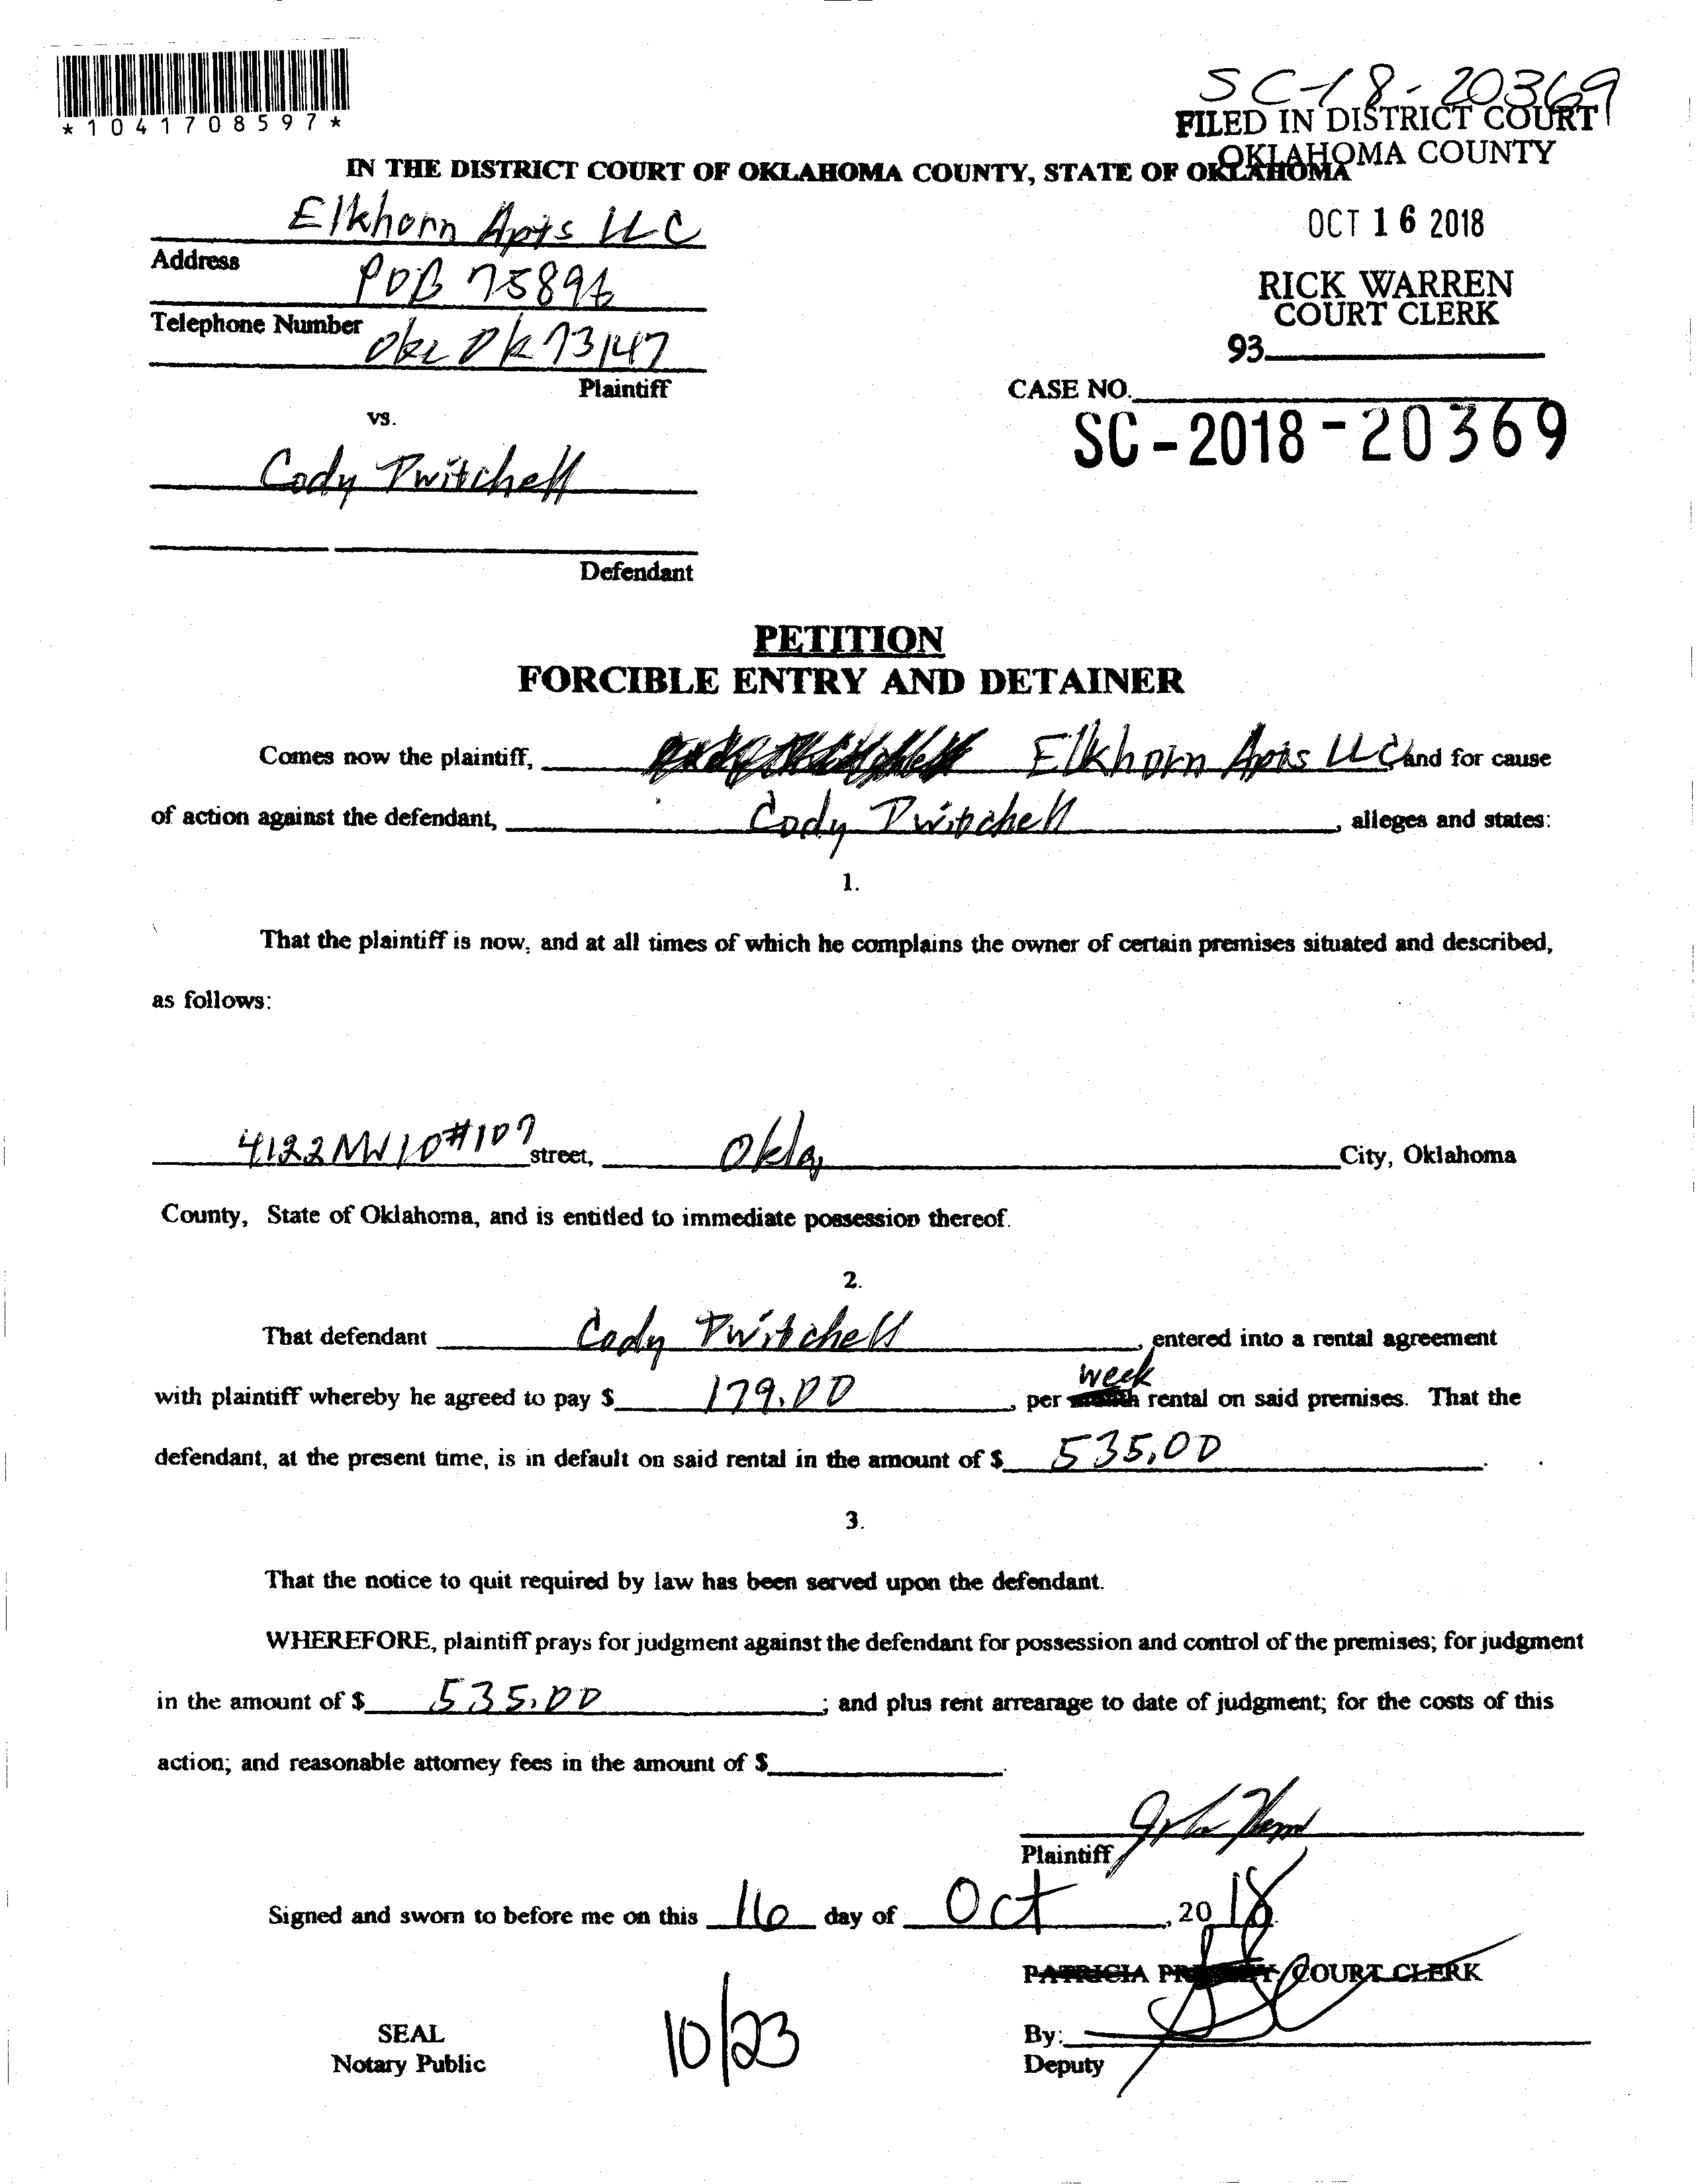 *1041708597*
SC-18-20369
FILED IN DISTRICT COURT
OKLAHOMA COUNTY
IN THE DISTRICT COURT OF OKLAHOMA COUNTY, STATE OF OKLAHOMA
OCT 16 2018
RICK WARREN
COURT CLERK
93
Elkhorn Apts LLC
Address POB 75896
Telephone Number Okc Ok 73147
Plaintiff
CASE NO.
SC-2018-20369
vs.
Cody Twitchell
Defendant
PETITION
FORCIBLE ENTRY AND DETAINER
Comes now the plaintiff, Elkhorn Apts LLC and for cause
of action against the defendant, Cody Twitchell, alleges and states:
1.
That the plaintiff is now, and at all times of which he complains the owner of certain premises situated and described,
as follows:
4122 NW 10 #107 street, Okla, City, Oklahoma
County, State of Oklahoma, and is entitled to immediate possession thereof.
2.
That defendant Cody Twitchell, entered into a rental agreement
with plaintiff whereby he agreed to pay $ 179.00, per month week rental on said premises. That the
defendant, at the present time, is in default on said rental in the amount of $ 535.00.
3.
That the notice to quit required by law has been served upon the defendant.
WHEREFORE, plaintiff prays for judgment against the defendant for possession and control of the premises; for judgment
in the amount of $ 535.00; and plus rent arrearage to date of judgment; for the costs of this
action; and reasonable attorney fees in the amount of $.
Plaintiff
Signed and sworn to before me on this 16 day of Oct, 2018.
PATRICIA COURT CLERK
SEAL
Notary Public
10/23
By:
Deputy